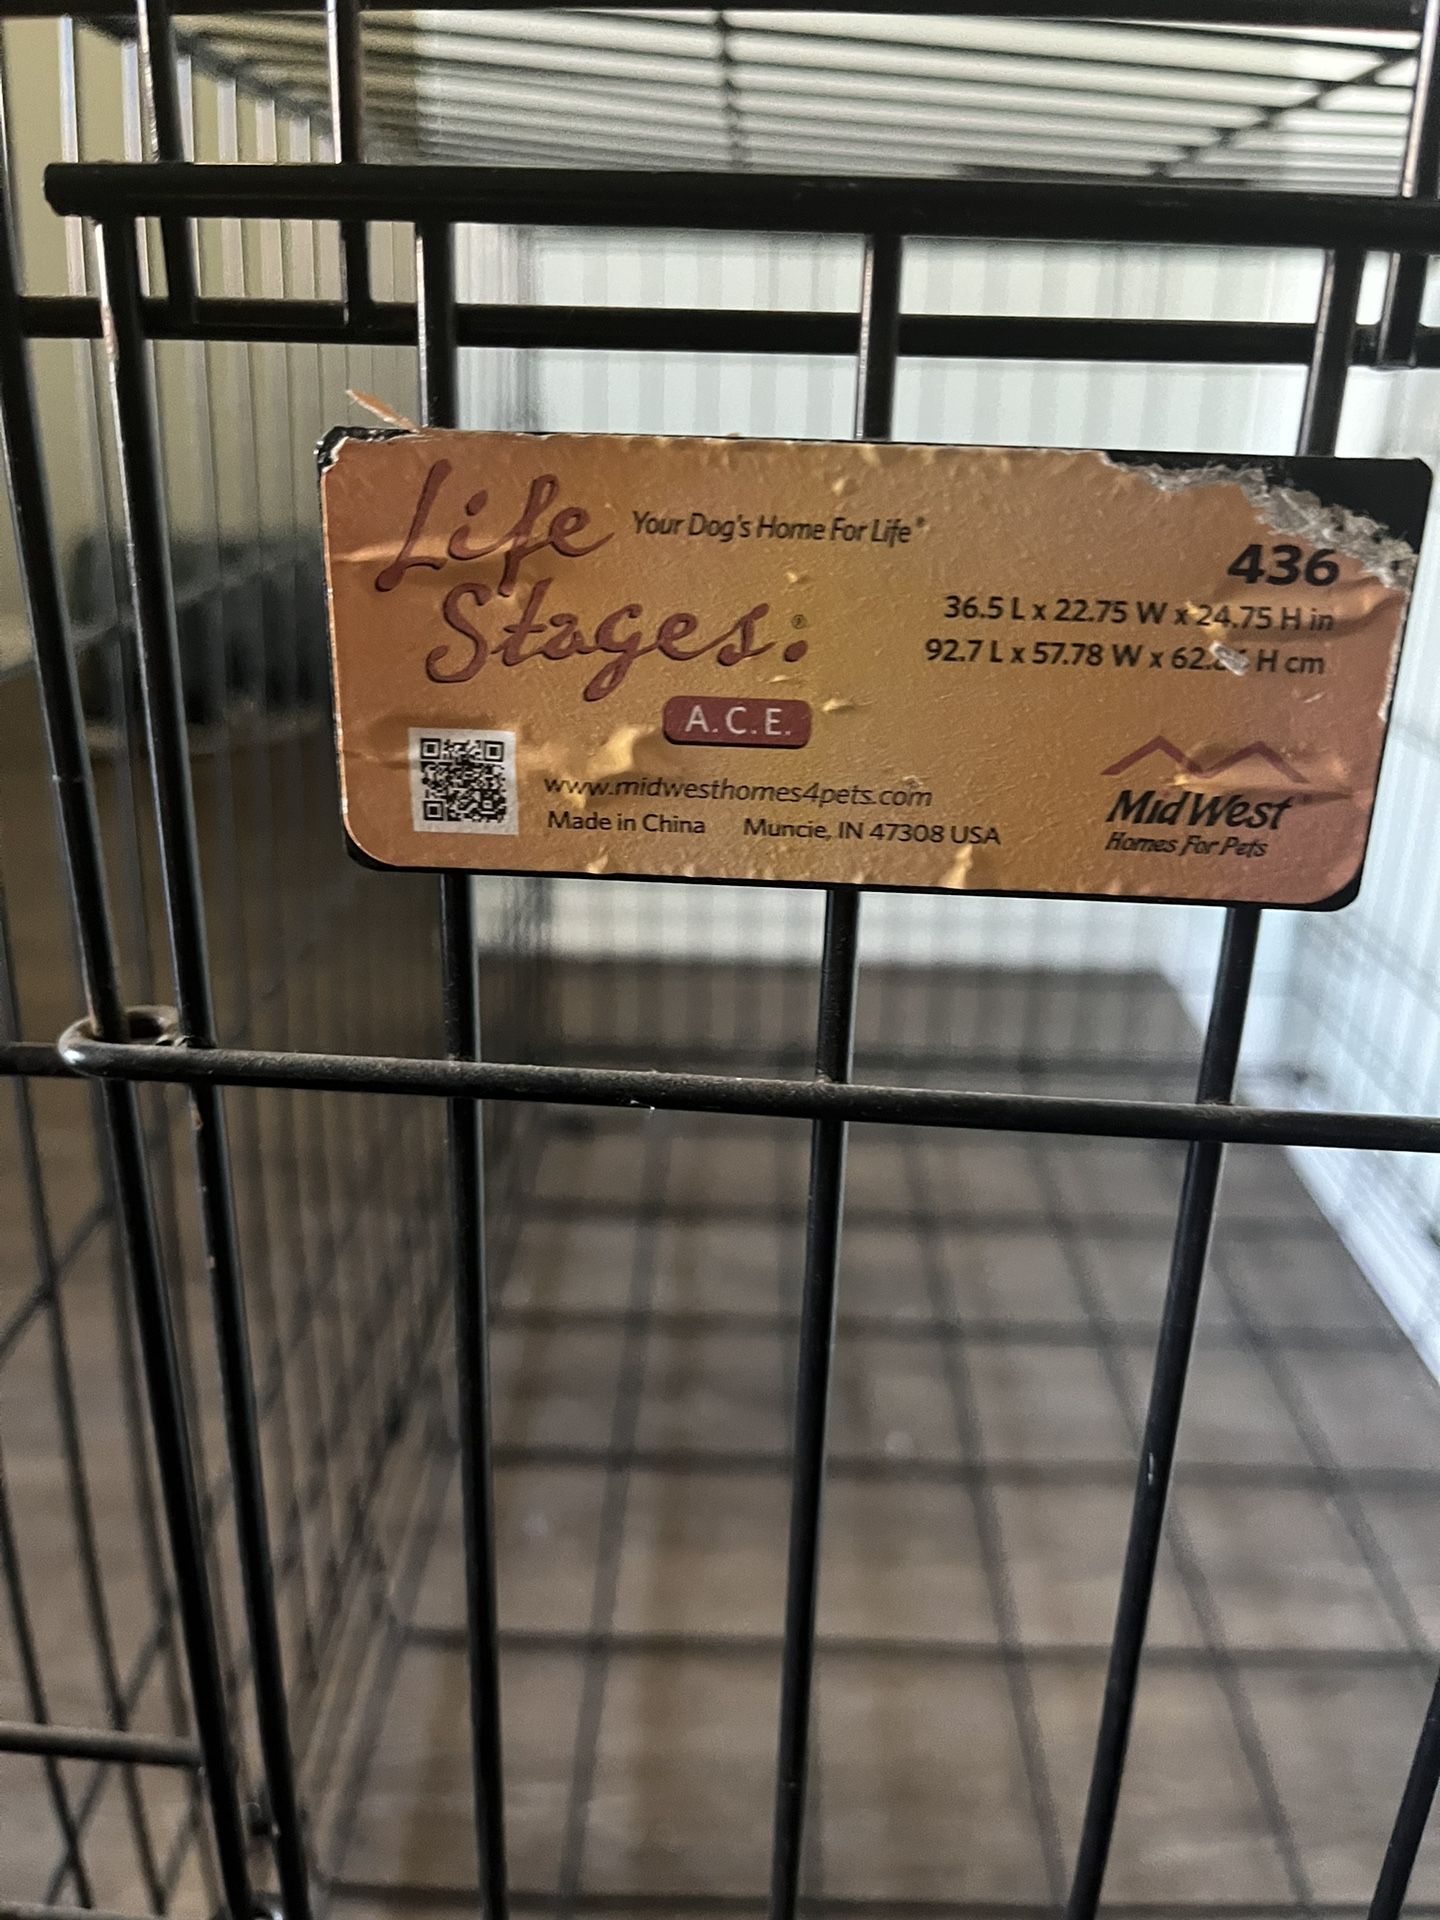 Life
Stages®
Your Dog's Home For Life®
436
36.5 L x 22.75 W x 24.75 H in
92.7 L x 57.78 W x H cm
A.C.E.
www.midwesthomes4pets.com
Made in China Muncie, IN 47308 USA
MidWest®
Homes For Pets